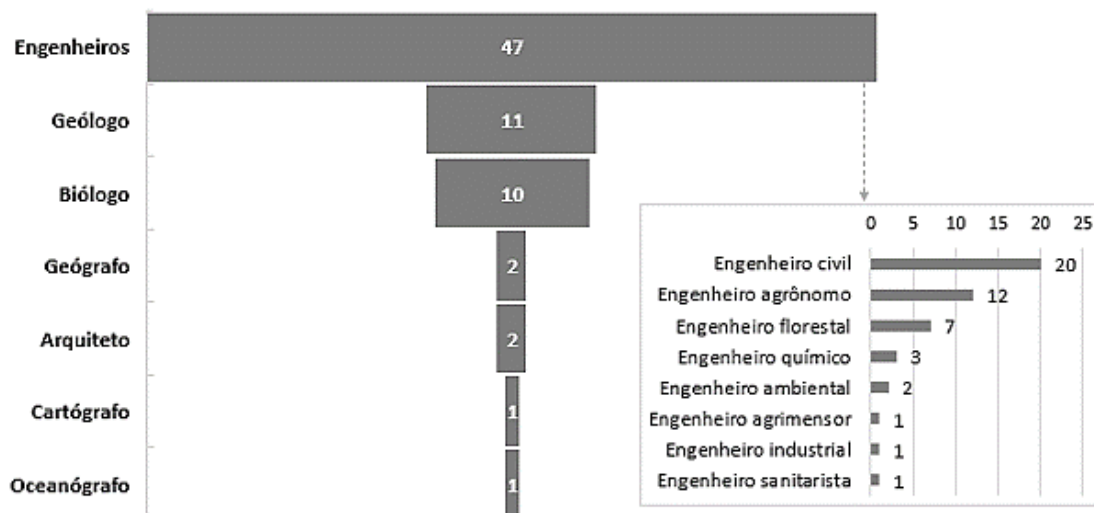 Engenheiros 47
Geólogo 11
Biólogo 10
Geógrafo 2
Arquiteto 2
Cartógrafo 1
Oceanógrafo 1
0 5 10 15 20 25
Engenheiro civil 20
Engenheiro agrônomo 12
Engenheiro florestal 7
Engenheiro químico 3
Engenheiro ambiental 2
Engenheiro agrimensor 1
Engenheiro industrial 1
Engenheiro sanitarista 1